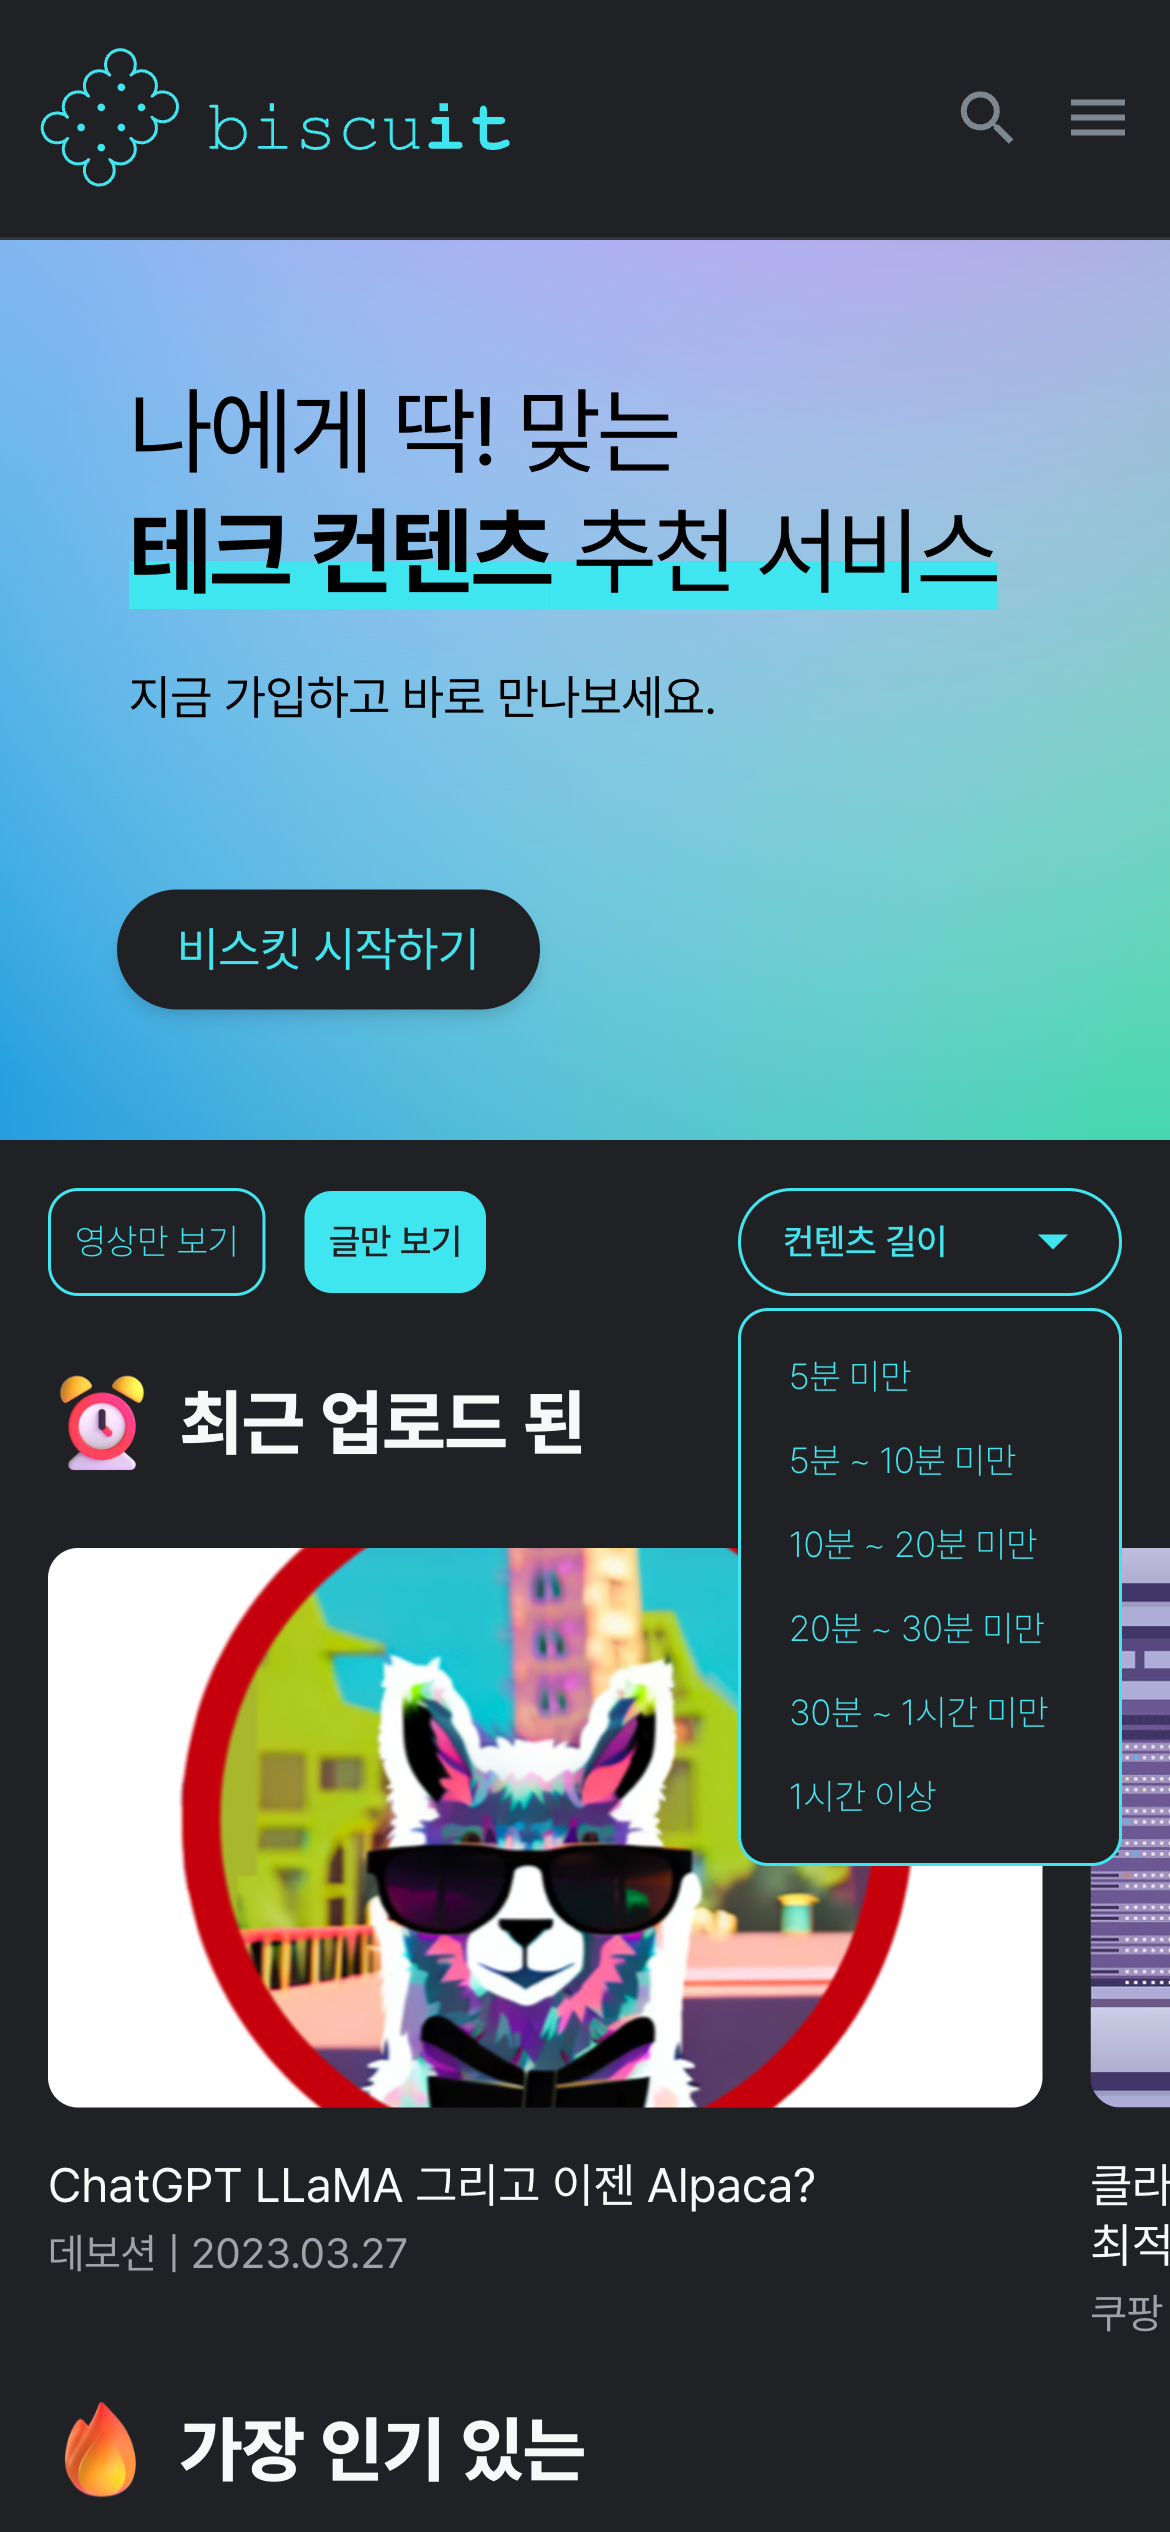 biscuit
나에게 딱! 맞는
테크 컨텐츠 추천 서비스
지금 가입하고 바로 만나보세요.
비스킷 시작하기
영상만 보기
글만 보기
컨텐츠 길이
5분 미만
5분 ~ 10분 미만
10분 ~ 20분 미만
20분 ~ 30분 미만
30분 ~ 1시간 미만
1시간 이상
최근 업로드 된
ChatGPT LLaMA 그리고 이젠 Alpaca?
데보션 | 2023.03.27
클라
최적
쿠팡
가장 인기 있는